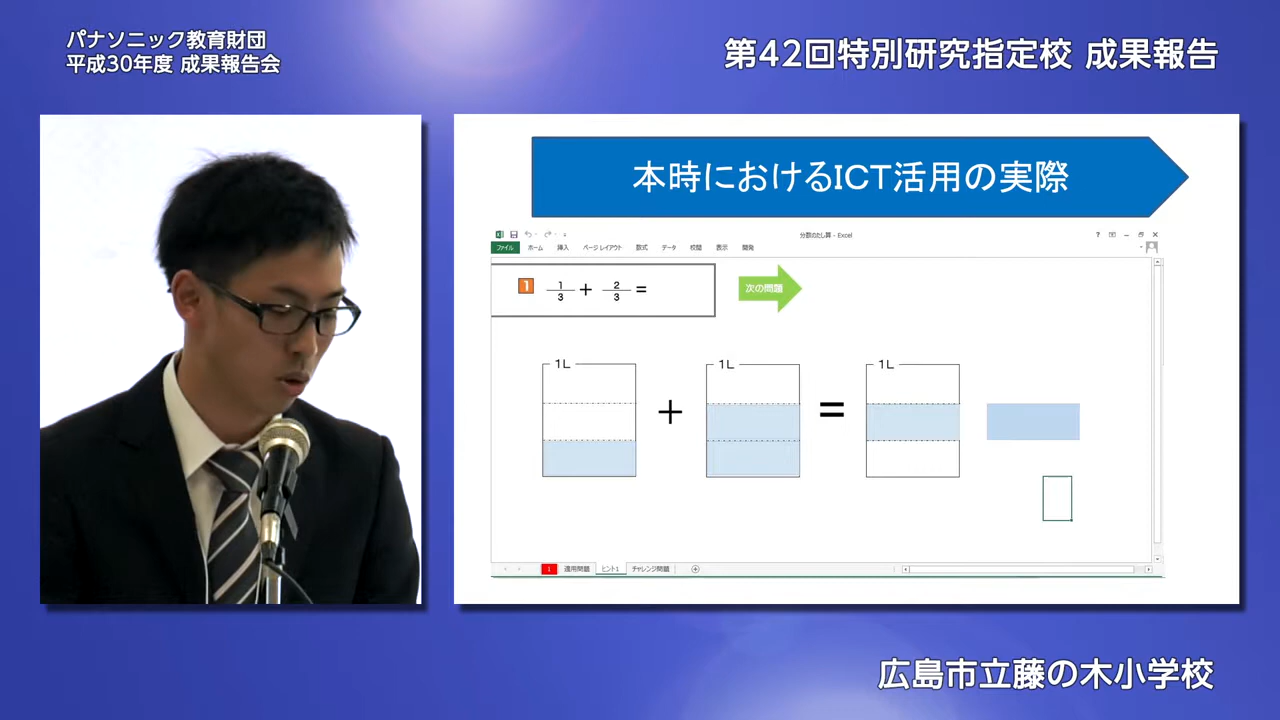 パナソニック教育財団
平成30年度 成果報告会
第42回特別研究指定校 成果報告
本時におけるICT活用の実際
分数のたし算 - Excel
ファイル ホーム 挿入 ページ レイアウト 数式 データ 校閲 表示 開発
1 1/3 + 2/3 =
次の問題
1L 1L 1L
+ =
1 適用問題 ヒント1 チャレンジ問題
広島市立藤の木小学校